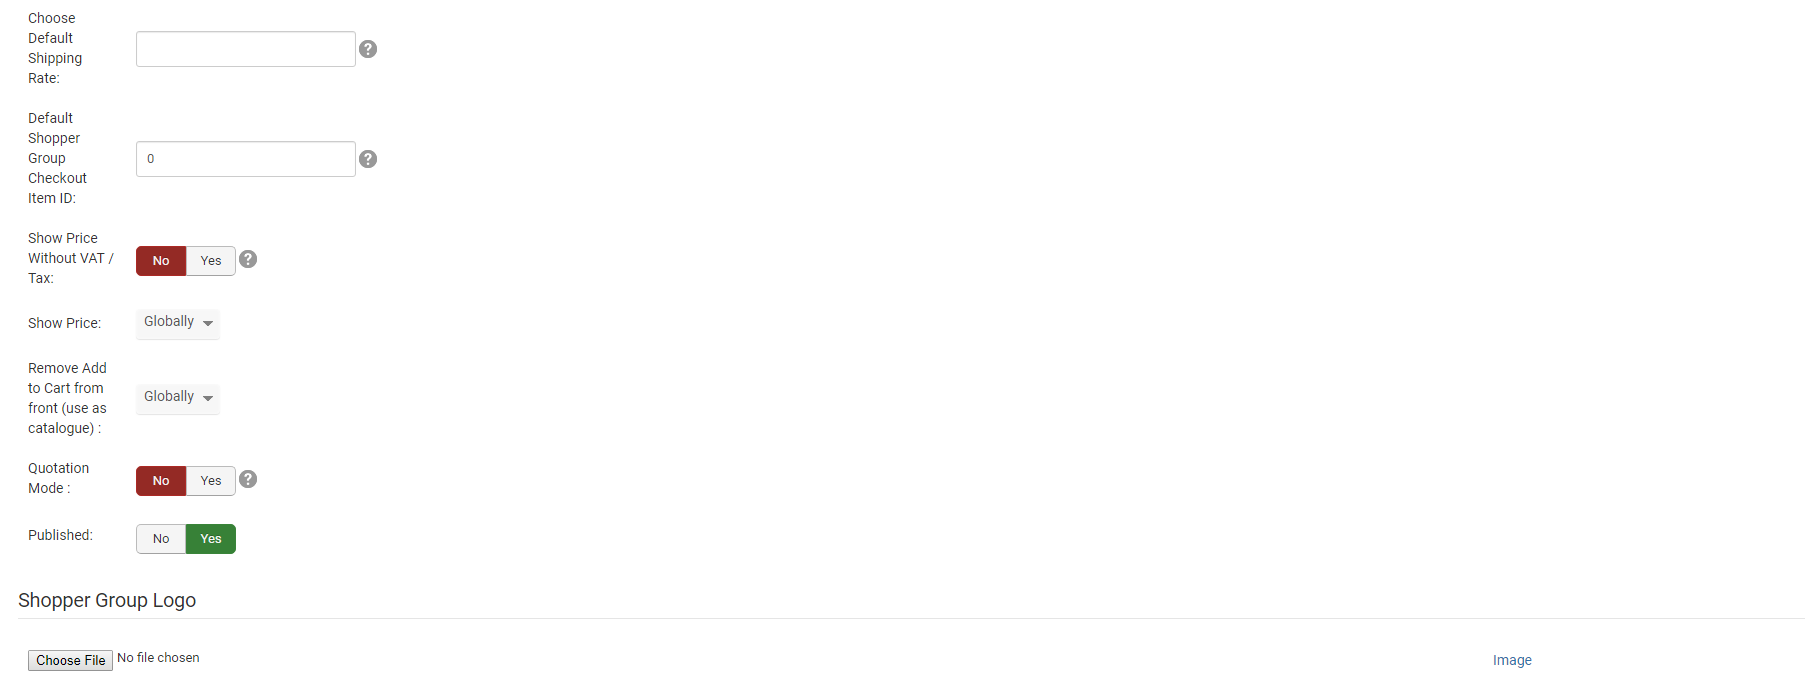 Choose
Default
Shipping
Rate:
Default
Shopper
Group
Checkout
Item ID:
0
Show Price
Without VAT /
Tax:
No Yes
Show Price:
Globally
Remove Add
to Cart from
front (use as
catalogue) :
Globally
Quotation
Mode :
No Yes
Published:
No Yes
Shopper Group Logo
Choose File No file chosen
Image